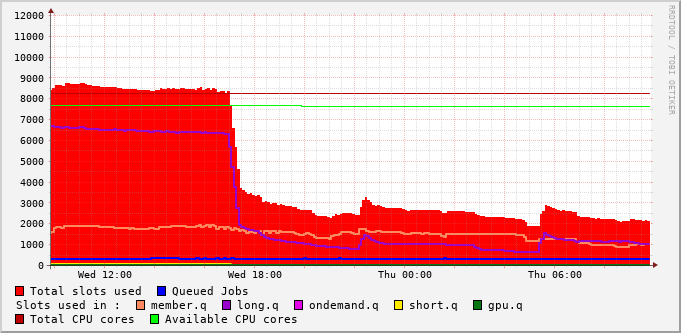 12000
11000
10000
9000
8000
7000
6000
5000
4000
3000
2000
1000
0
Wed 12:00 Wed 18:00 Thu 00:00 Thu 06:00
Total slots used Queued Jobs
Slots used in : member.q long.q ondemand.q short.q gpu.q
Total CPU cores Available CPU cores
RRDTOOL / TOBI OETIKER